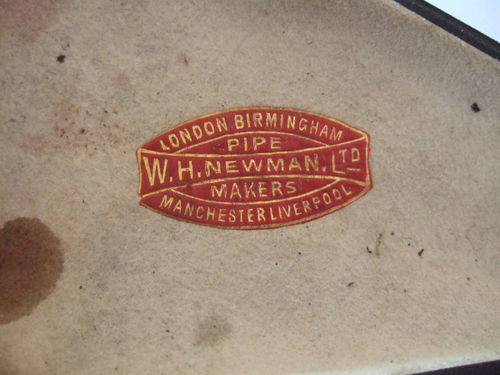 LONDON BIRMINGHAM
PIPE
W.H.NEWMAN. LTD
MAKERS
MANCHESTER LIVERPOOL